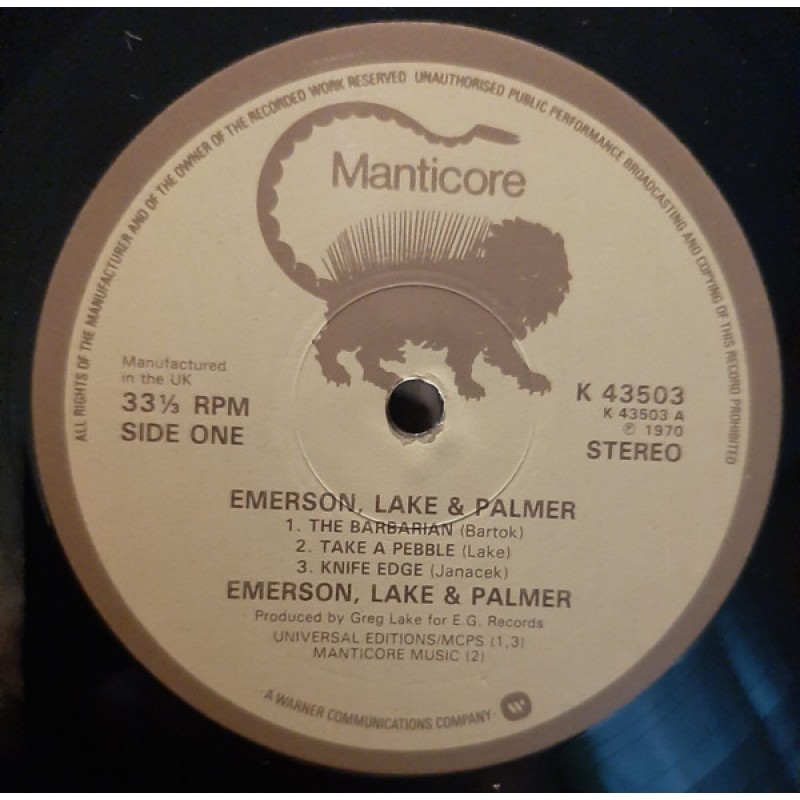 ALL RIGHTS OF THE MANUFACTURER AND OF THE OWNER OF THE RECORDED WORK RESERVED UNAUTHORISED PUBLIC PERFORMANCE BROADCASTING AND COPYING OF THIS RECORD PROHIBITED
Manticore
Manufactured
in the UK
33⅓ RPM
SIDE ONE
K 43503
K 43503 A
℗ 1970
STEREO
EMERSON, LAKE & PALMER
1. THE BARBARIAN (Bartok)
2. TAKE A PEBBLE (Lake)
3. KNIFE EDGE (Janacek)
EMERSON, LAKE & PALMER
Produced by Greg Lake for E.G. Records
UNIVERSAL EDITIONS/MCPS (1,3)
MANTICORE MUSIC (2)
·A WARNER COMMUNICATIONS COMPANY·